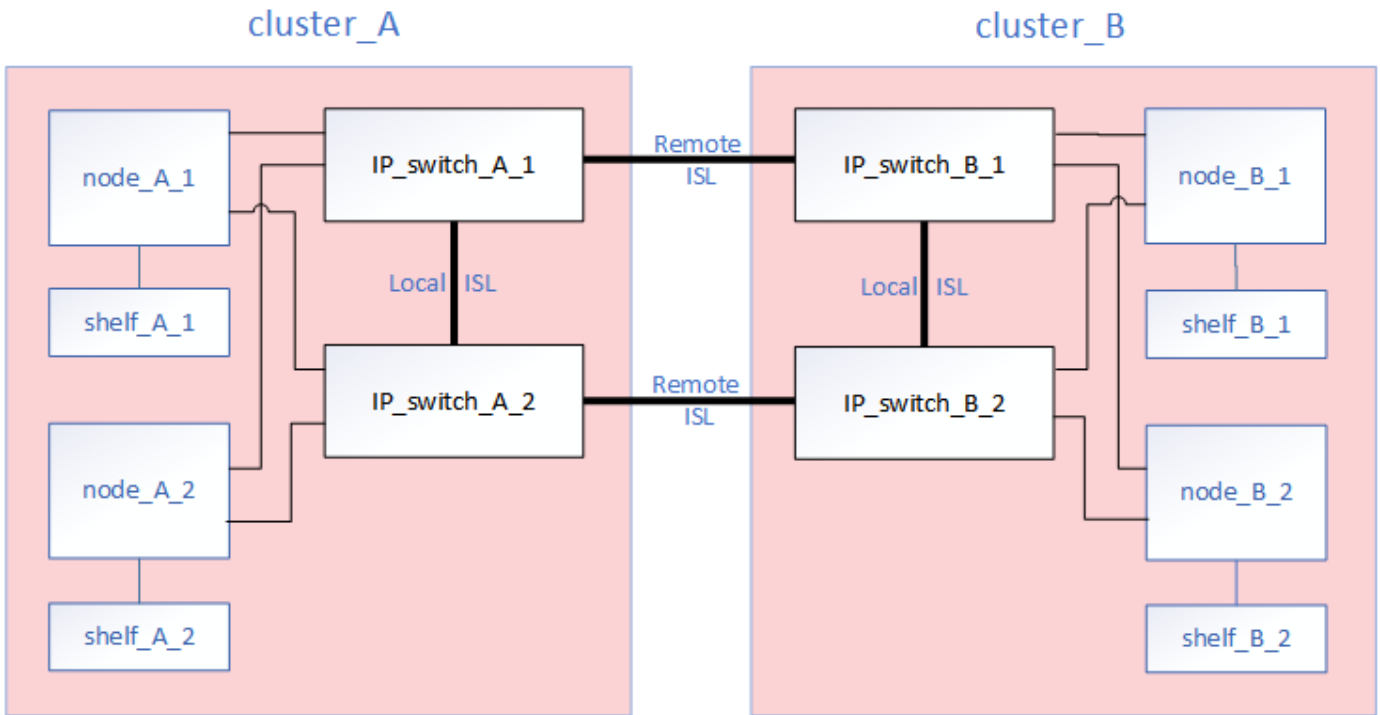 cluster_A
cluster_B
node_A_1
IP_switch_A_1
Remote
ISL
IP_switch_B_1
node_B_1
Local ISL
Local ISL
shelf_A_1
shelf_B_1
IP_switch_A_2
Remote
ISL
IP_switch_B_2
node_A_2
node_B_2
shelf_A_2
shelf_B_2